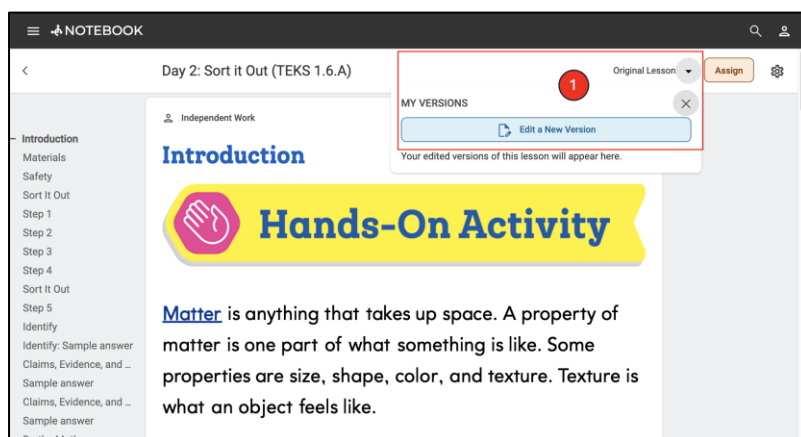 NOTEBOOK
Day 2: Sort it Out (TEKS 1.6.A)
Original Lesson
Assign
1
MY VERSIONS
Edit a New Version
Your edited versions of this lesson will appear here.
Introduction
Materials
Safety
Sort It Out
Step 1
Step 2
Step 3
Step 4
Sort It Out
Step 5
Identify
Identify: Sample answer
Claims, Evidence, and ...
Sample answer
Claims, Evidence, and ...
Sample answer
Independent Work
Introduction
Hands-On Activity
Matter is anything that takes up space. A property of
matter is one part of what something is like. Some
properties are size, shape, color, and texture. Texture is
what an object feels like.